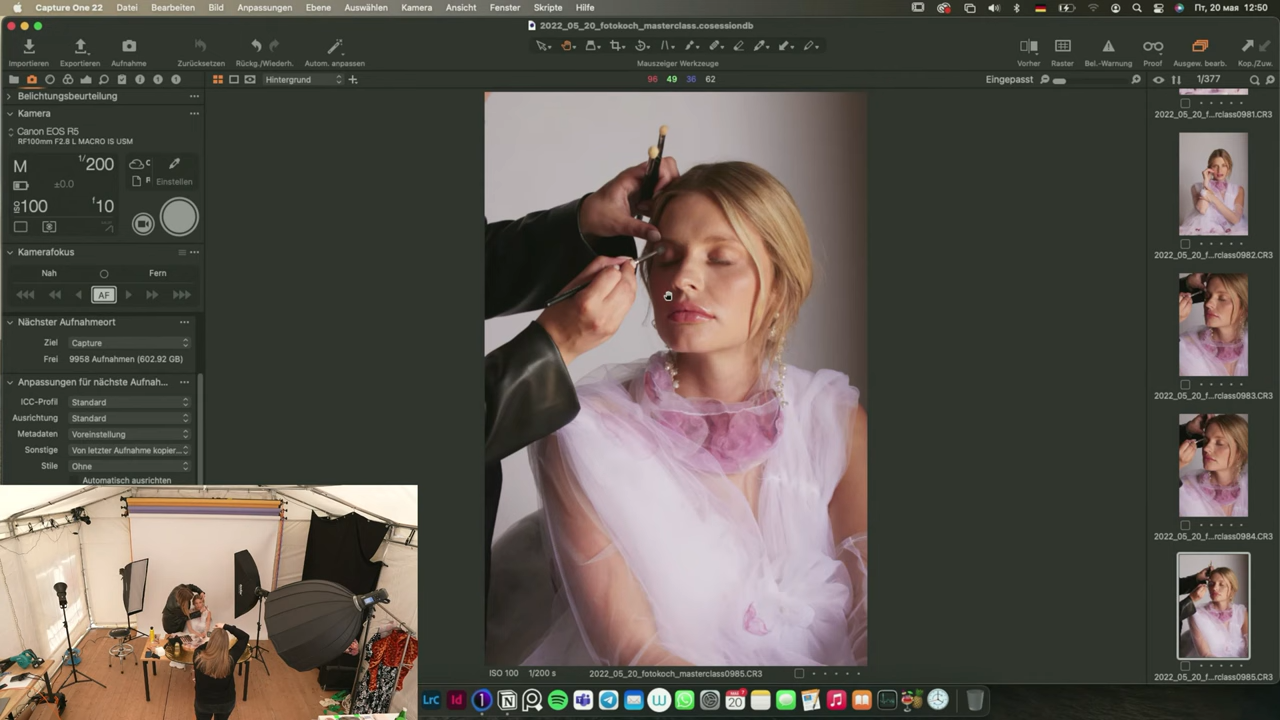 Capture One 22 Datei Bearbeiten Bild Anpassungen Ebene Auswählen Kamera Ansicht Fenster Skripte Hilfe Пт, 20 мая 12:50
2022_05_20_fotokoch_masterclass.cosessiondb
Importieren Exportieren Aufnahme Zurücksetzen Rückg./Wiederh. Autom. anpassen Mauszeiger Werkzeuge Vorher Raster Bel.-Warnung Proof Ausgew. bearb. Kop./Zuw.
Hintergrund 96 49 36 62 Eingepasst 1/377
Belichtungsbeurteilung
Kamera
Canon EOS R5
RF100mm F2.8 L MACRO IS USM
M 1/200
±0.0 Einstellen
ISO100 f10
Kamerafokus
Nah Fern
AF
Nächster Aufnahmeort
Ziel Capture
Frei 9958 Aufnahmen (602.92 GB)
Anpassungen für nächste Aufnah...
ICC-Profil Standard
Ausrichtung Standard
Metadaten Voreinstellung
Sonstige Von letzter Aufnahme kopier...
Stile Ohne
Automatisch ausrichten
2022_05_20_f...rclass0981.CR3
2022_05_20_f...rclass0982.CR3
2022_05_20_f...rclass0983.CR3
2022_05_20_f...rclass0984.CR3
2022_05_20_f...rclass0985.CR3
ISO 100 1/200 s 2022_05_20_fotokoch_masterclass0985.CR3
Lrc Id 20